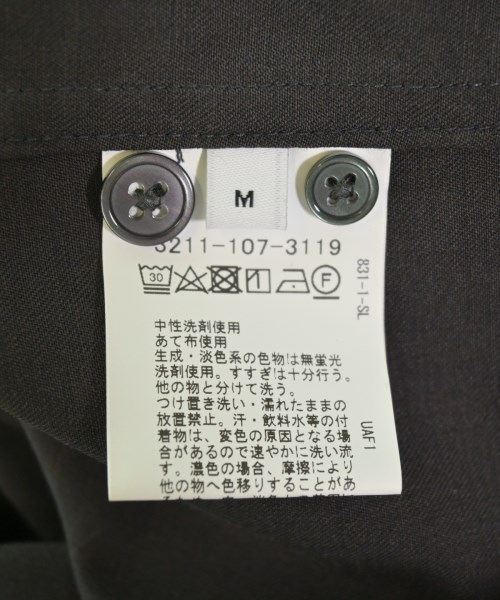 M
3211-107-3119
30
中性洗剤使用
あて布使用
生成・淡色系の色物は無蛍光
洗剤使用。すすぎは十分行う。
他の物と分けて洗う。
つけ置き洗い・濡れたままの
放置禁止。汗・飲料水等の付
着物は、変色の原因となる場
合があるので速やかに洗い流
す。濃色の場合、摩擦により
他の物へ色移りすることがあ
831-1-SL
UAF1